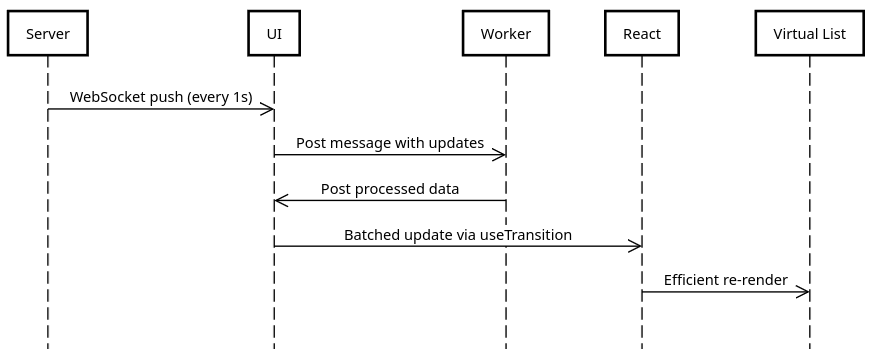 Server
UI
Worker
React
Virtual List
WebSocket push (every 1s)
Post message with updates
Post processed data
Batched update via useTransition
Efficient re-render